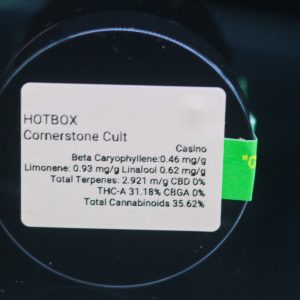 HOTBOX
Cornerstone Cult
Casino
Beta Caryophyllene:0.46 mg/g
Limonene: 0.93 mg/g Linalool 0.62 mg/g
Total Terpenes: 2.921 m/g CBD 0%
THC-A 31.18% CBGA 0%
Total Cannabinoids 35.62%